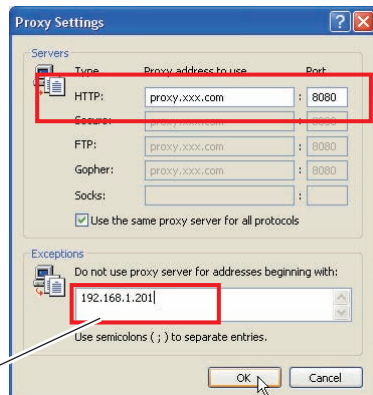 Proxy Settings
Servers
Type Proxy address to use Port
HTTP: proxy.xxx.com : 8080
Secure: proxy.xxx.com : 8080
FTP: proxy.xxx.com : 8080
Gopher: proxy.xxx.com : 8080
Socks: :
Use the same proxy server for all protocols
Exceptions
Do not use proxy server for addresses beginning with:
192.168.1.201
Use semicolons ( ; ) to separate entries.
OK Cancel